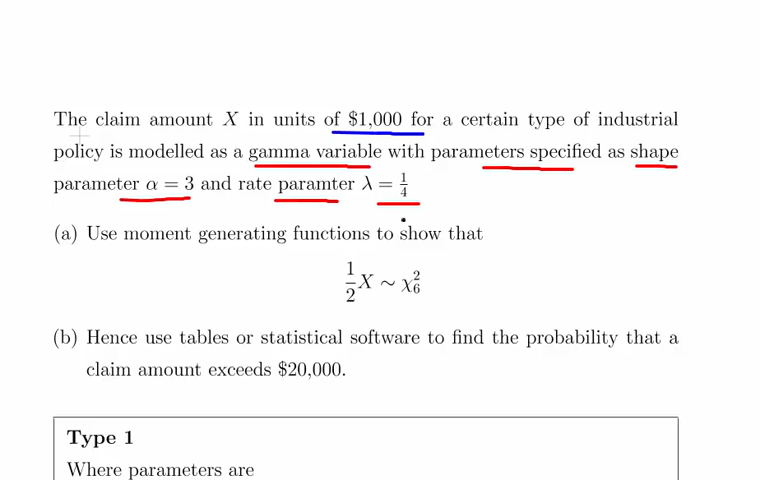 The claim amount X in units of $1,000 for a certain type of industrial
policy is modelled as a gamma variable with parameters specified as shape
parameter α = 3 and rate paramter λ = 1/4
(a) Use moment generating functions to show that
1/2 X ∼ χ²₆
(b) Hence use tables or statistical software to find the probability that a
claim amount exceeds $20,000.
Type 1
Where parameters are